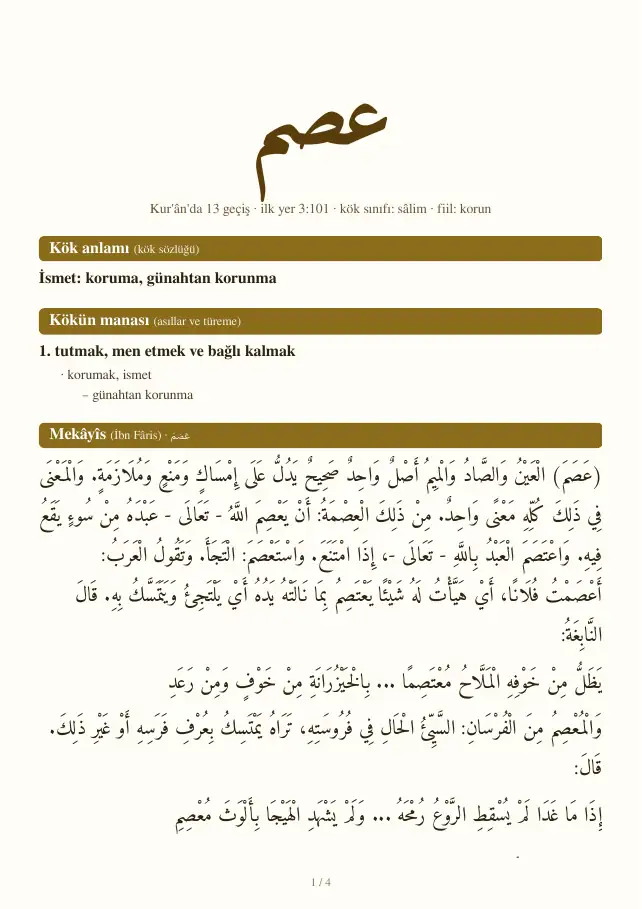 عصم
Kur'ân'da 13 geçiş · ilk yer 3:101 · kök sınıfı: sâlim · fiil: korun
Kök anlamı (kök sözlüğü)
İsmet: koruma, günahtan korunma
Kökün manası (asıllar ve türeme)
1. tutmak, men etmek ve bağlı kalmak
· korumak, ismet
– günahtan korunma
Mekâyîs (İbn Fâris) · عَصَمَ
(عَصَمَ) الْعَيْنُ وَالصَّادُ وَالْمِيمُ أَصْلٌ وَاحِدٌ صَحِيحٌ يَدُلُّ عَلَى إِمْسَاكٍ وَمَنْعٍ وَمُلَازَمَةٍ. وَالْمَعْنَى
فِي ذَلِكَ كُلِّهِ مَعْنًى وَاحِدٌ. مِنْ ذَلِكَ الْعِصْمَةُ: أَنْ يَعْصِمَ اللَّهُ - تَعَالَى - عَبْدَهُ مِنْ سُوءٍ يَقَعُ
فِيهِ. وَاعْتَصَمَ الْعَبْدُ بِاللَّهِ - تَعَالَى -، إِذَا امْتَنَعَ. وَاسْتَعْصَمَ: الْتَجَأَ. وَتَقُولُ الْعَرَبُ:
أَعْصَمْتُ فُلَانًا، أَيْ هَيَّأْتُ لَهُ شَيْئًا يَعْتَصِمُ بِمَا نَالَتْهُ يَدُهُ أَيْ يَلْتَجِئُ وَيَتَمَسَّكُ بِهِ. قَالَ
النَّابِغَةُ:
يَظَلُّ مِنْ خَوْفِهِ الْمَلَّاحُ مُعْتَصِمًا ... بِالْخَيْزُرَانَةِ مِنْ خَوْفٍ وَمِنْ رَعَدِ
وَالْمُعْصِمُ مِنَ الْفُرْسَانِ: السَّيِّئُ الْحَالِ فِي فُرُوسَتِهِ، تَرَاهُ يَمْتَسِكُ بِعُرْفِ فَرَسِهِ أَوْ غَيْرِ ذَلِكَ.
قَالَ:
إِذَا مَا غَدَا لَمْ يُسْقِطِ الرَّوْعُ رُمْحَهُ ... وَلَمْ يَشْهَدِ الْهَيْجَا بِأَلْوَثَ مُعْصِمِ
1 / 4